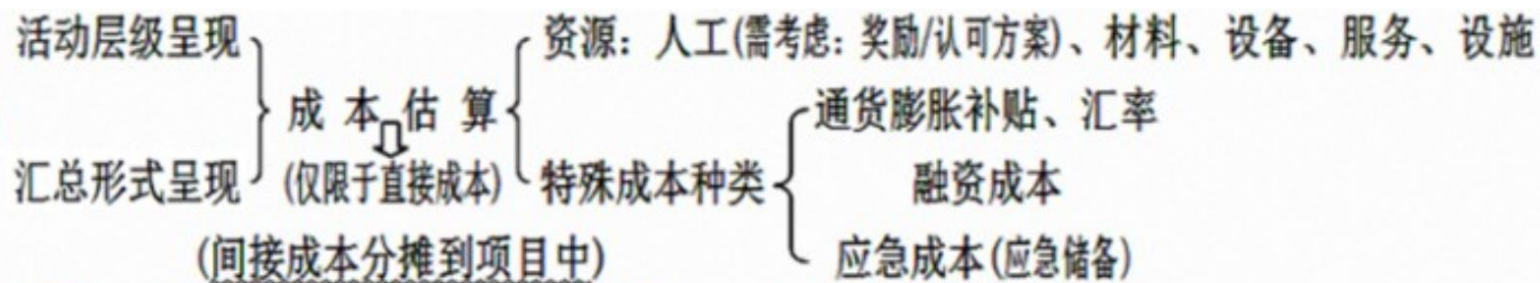 活动层级呈现
资源：人工(需考虑：奖励/认可方案)、材料、设备、服务、设施
成本估算
通货膨胀补贴、汇率
汇总形式呈现
(仅限于直接成本)
特殊成本种类
融资成本
(间接成本分摊到项目中)
应急成本(应急储备)